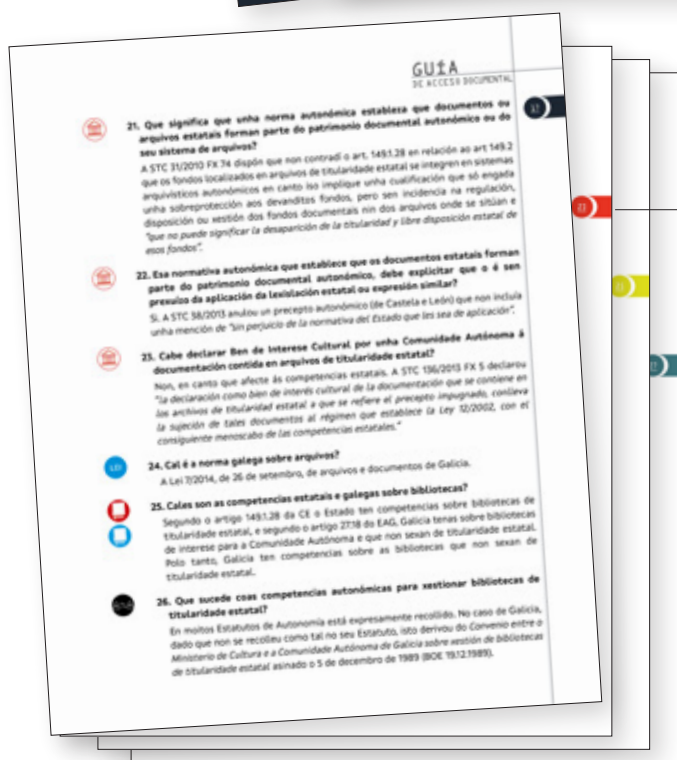 GUÍA
DE ACCESO DOCUMENTAL
21. Que significa que unha norma autonómica estableza que documentos ou
arquivos estatais forman parte do patrimonio documental autonómico ou do
seu sistema de arquivos?
A STC 31/2010 FX 74 dispón que non contradí o art. 149.1.28 en relación ao art 149.2
que os fondos localizados en arquivos de titularidade estatal se integren en sistemas
arquivísticos autonómicos en canto iso implique unha cualificación que só engada
unha sobreprotección aos devanditos fondos, pero sen incidencia na regulación,
disposición ou xestión dos fondos documentais nin dos arquivos onde se sitúan e
"que no puede significar la desaparición de la titularidad y libre disposición estatal de
esos fondos".
22. Esa normativa autonómica que establece que os documentos estatais forman
parte do patrimonio documental autonómico, debe explicitar que o é sen
prexuízo da aplicación da lexislación estatal ou expresión similar?
Si. A STC 38/2013 anulou un precepto autonómico (de Castela e León) que non incluía
unha mención de "sin perjuicio de la normativa del Estado que les sea de aplicación".
23. Cabe declarar Ben de Interese Cultural por unha Comunidade Autónoma á
documentación contida en arquivos de titularidade estatal?
Non, en canto que afecte ás competencias estatais. A STC 136/2013 FX 5 declarou
"la declaración como bien de interés cultural de la documentación que se contiene en
los archivos de titularidad estatal a que se refiere el precepto impugnado, conlleva
la sujeción de tales documentos al régimen que establece la Ley 12/2002, con el
consiguiente menoscabo de las competencias estatales."
LEI
24. Cal é a norma galega sobre arquivos?
A Lei 7/2014, de 26 de setembro, de arquivos e documentos de Galicia.
25. Cales son as competencias estatais e galegas sobre bibliotecas?
Segundo o artigo 149.1.28 da CE o Estado ten competencias sobre bibliotecas de
titularidade estatal, e segundo o artigo 27.18 do EAG, Galicia tenas sobre bibliotecas
de interese para a Comunidade Autónoma e que non sexan de titularidade estatal.
Polo tanto, Galicia ten competencias sobre as bibliotecas que non sexan de
titularidade estatal.
26. Que sucede coas competencias autonómicas para xestionar bibliotecas de
titularidade estatal?
En moitos Estatutos de Autonomía está expresamente recollido. No caso de Galicia,
dado que non se recolleu como tal no seu Estatuto, isto derivou do Convenio entre o
Ministerio de Cultura e a Comunidade Autónoma de Galicia sobre xestión de bibliotecas
de titularidade estatal asinado o 5 de decembro de 1989 (BOE 19.12.1989).